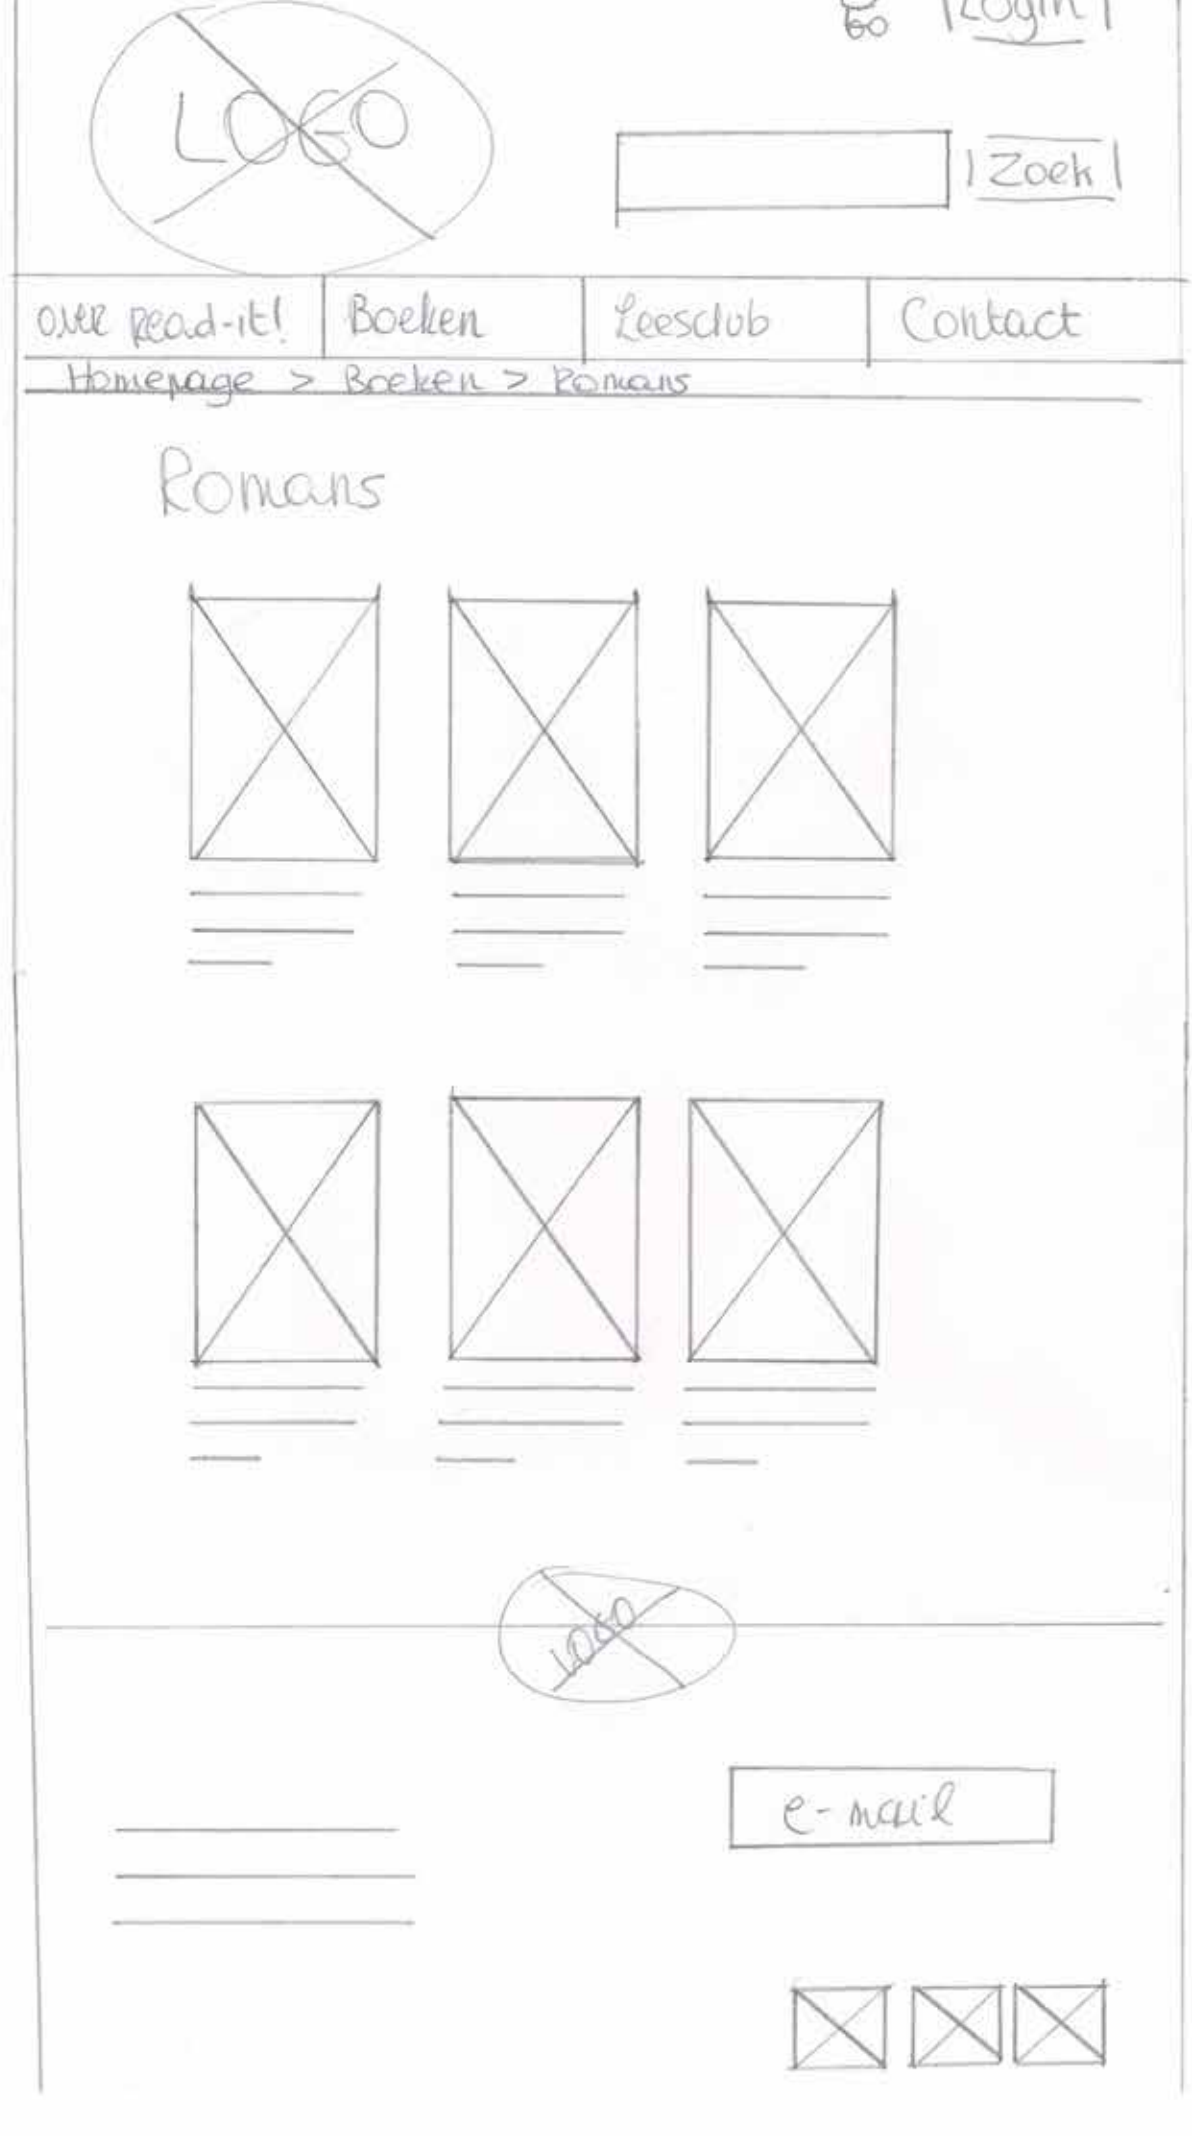 Login
LOGO
Zoek
over read-it! Boeken Leesclub Contact
Homepage > Boeken > Romans
Romans
LOGO
e-mail